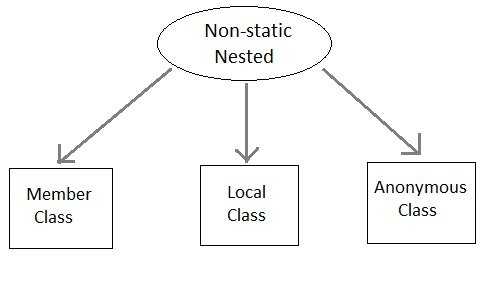 Non-static
Nested
Member
Class
Local
Class
Anonymous
Class